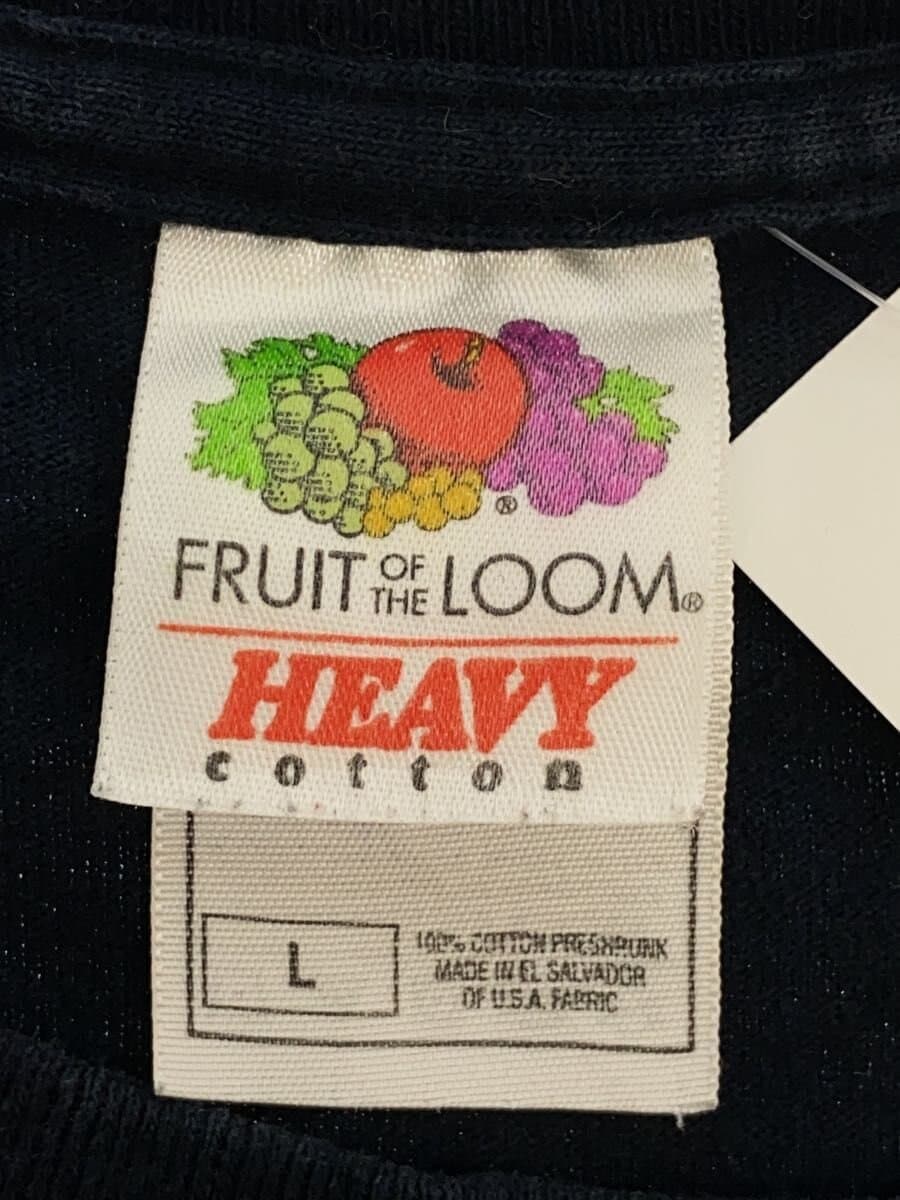 ®
FRUIT OF THE LOOM®
HEAVY
cotton
L
100% COTTON PRESHRUNK
MADE IN EL SALVADOR
OF U.S.A. FABRIC